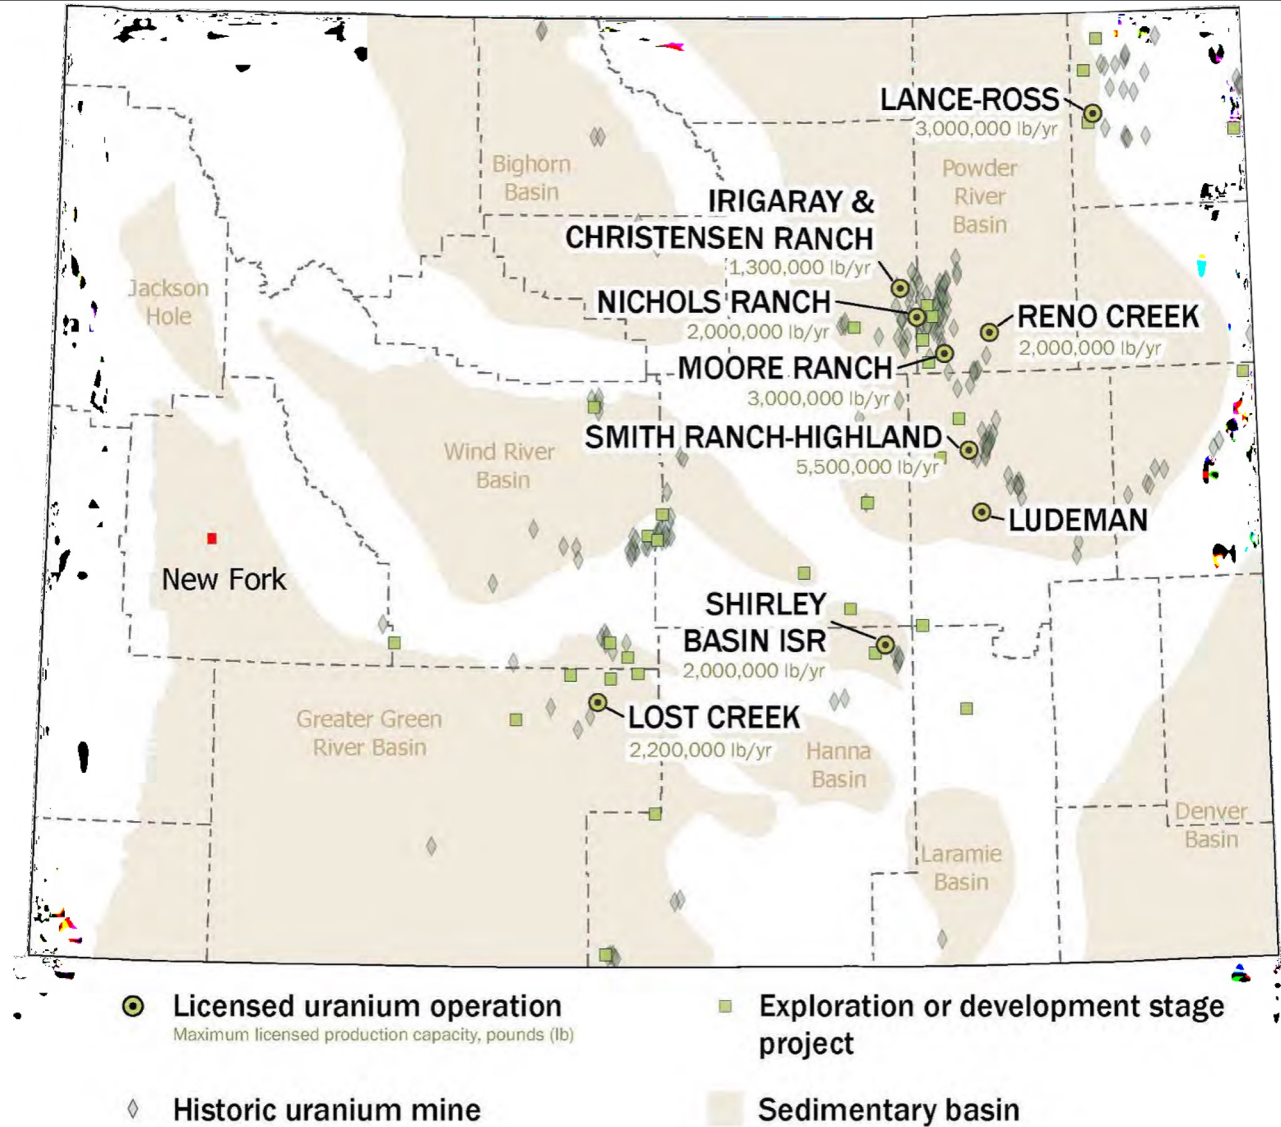 LANCE-ROSS
3,000,000 lb/yr
Bighorn
Basin
Powder
River
Basin
IRIGARAY &
CHRISTENSEN RANCH
1,300,000 lb/yr
Jackson
Hole
NICHOLS RANCH
2,000,000 lb/yr
RENO CREEK
2,000,000 lb/yr
MOORE RANCH
3,000,000 lb/yr
Wind River
Basin
SMITH RANCH-HIGHLAND
5,500,000 lb/yr
LUDEMAN
New Fork
SHIRLEY
BASIN ISR
2,000,000 lb/yr
Greater Green
River Basin
LOST CREEK
2,200,000 lb/yr
Hanna
Basin
Denver
Basin
Laramie
Basin
Licensed uranium operation
Maximum licensed production capacity, pounds (lb)
Exploration or development stage
project
Historic uranium mine
Sedimentary basin